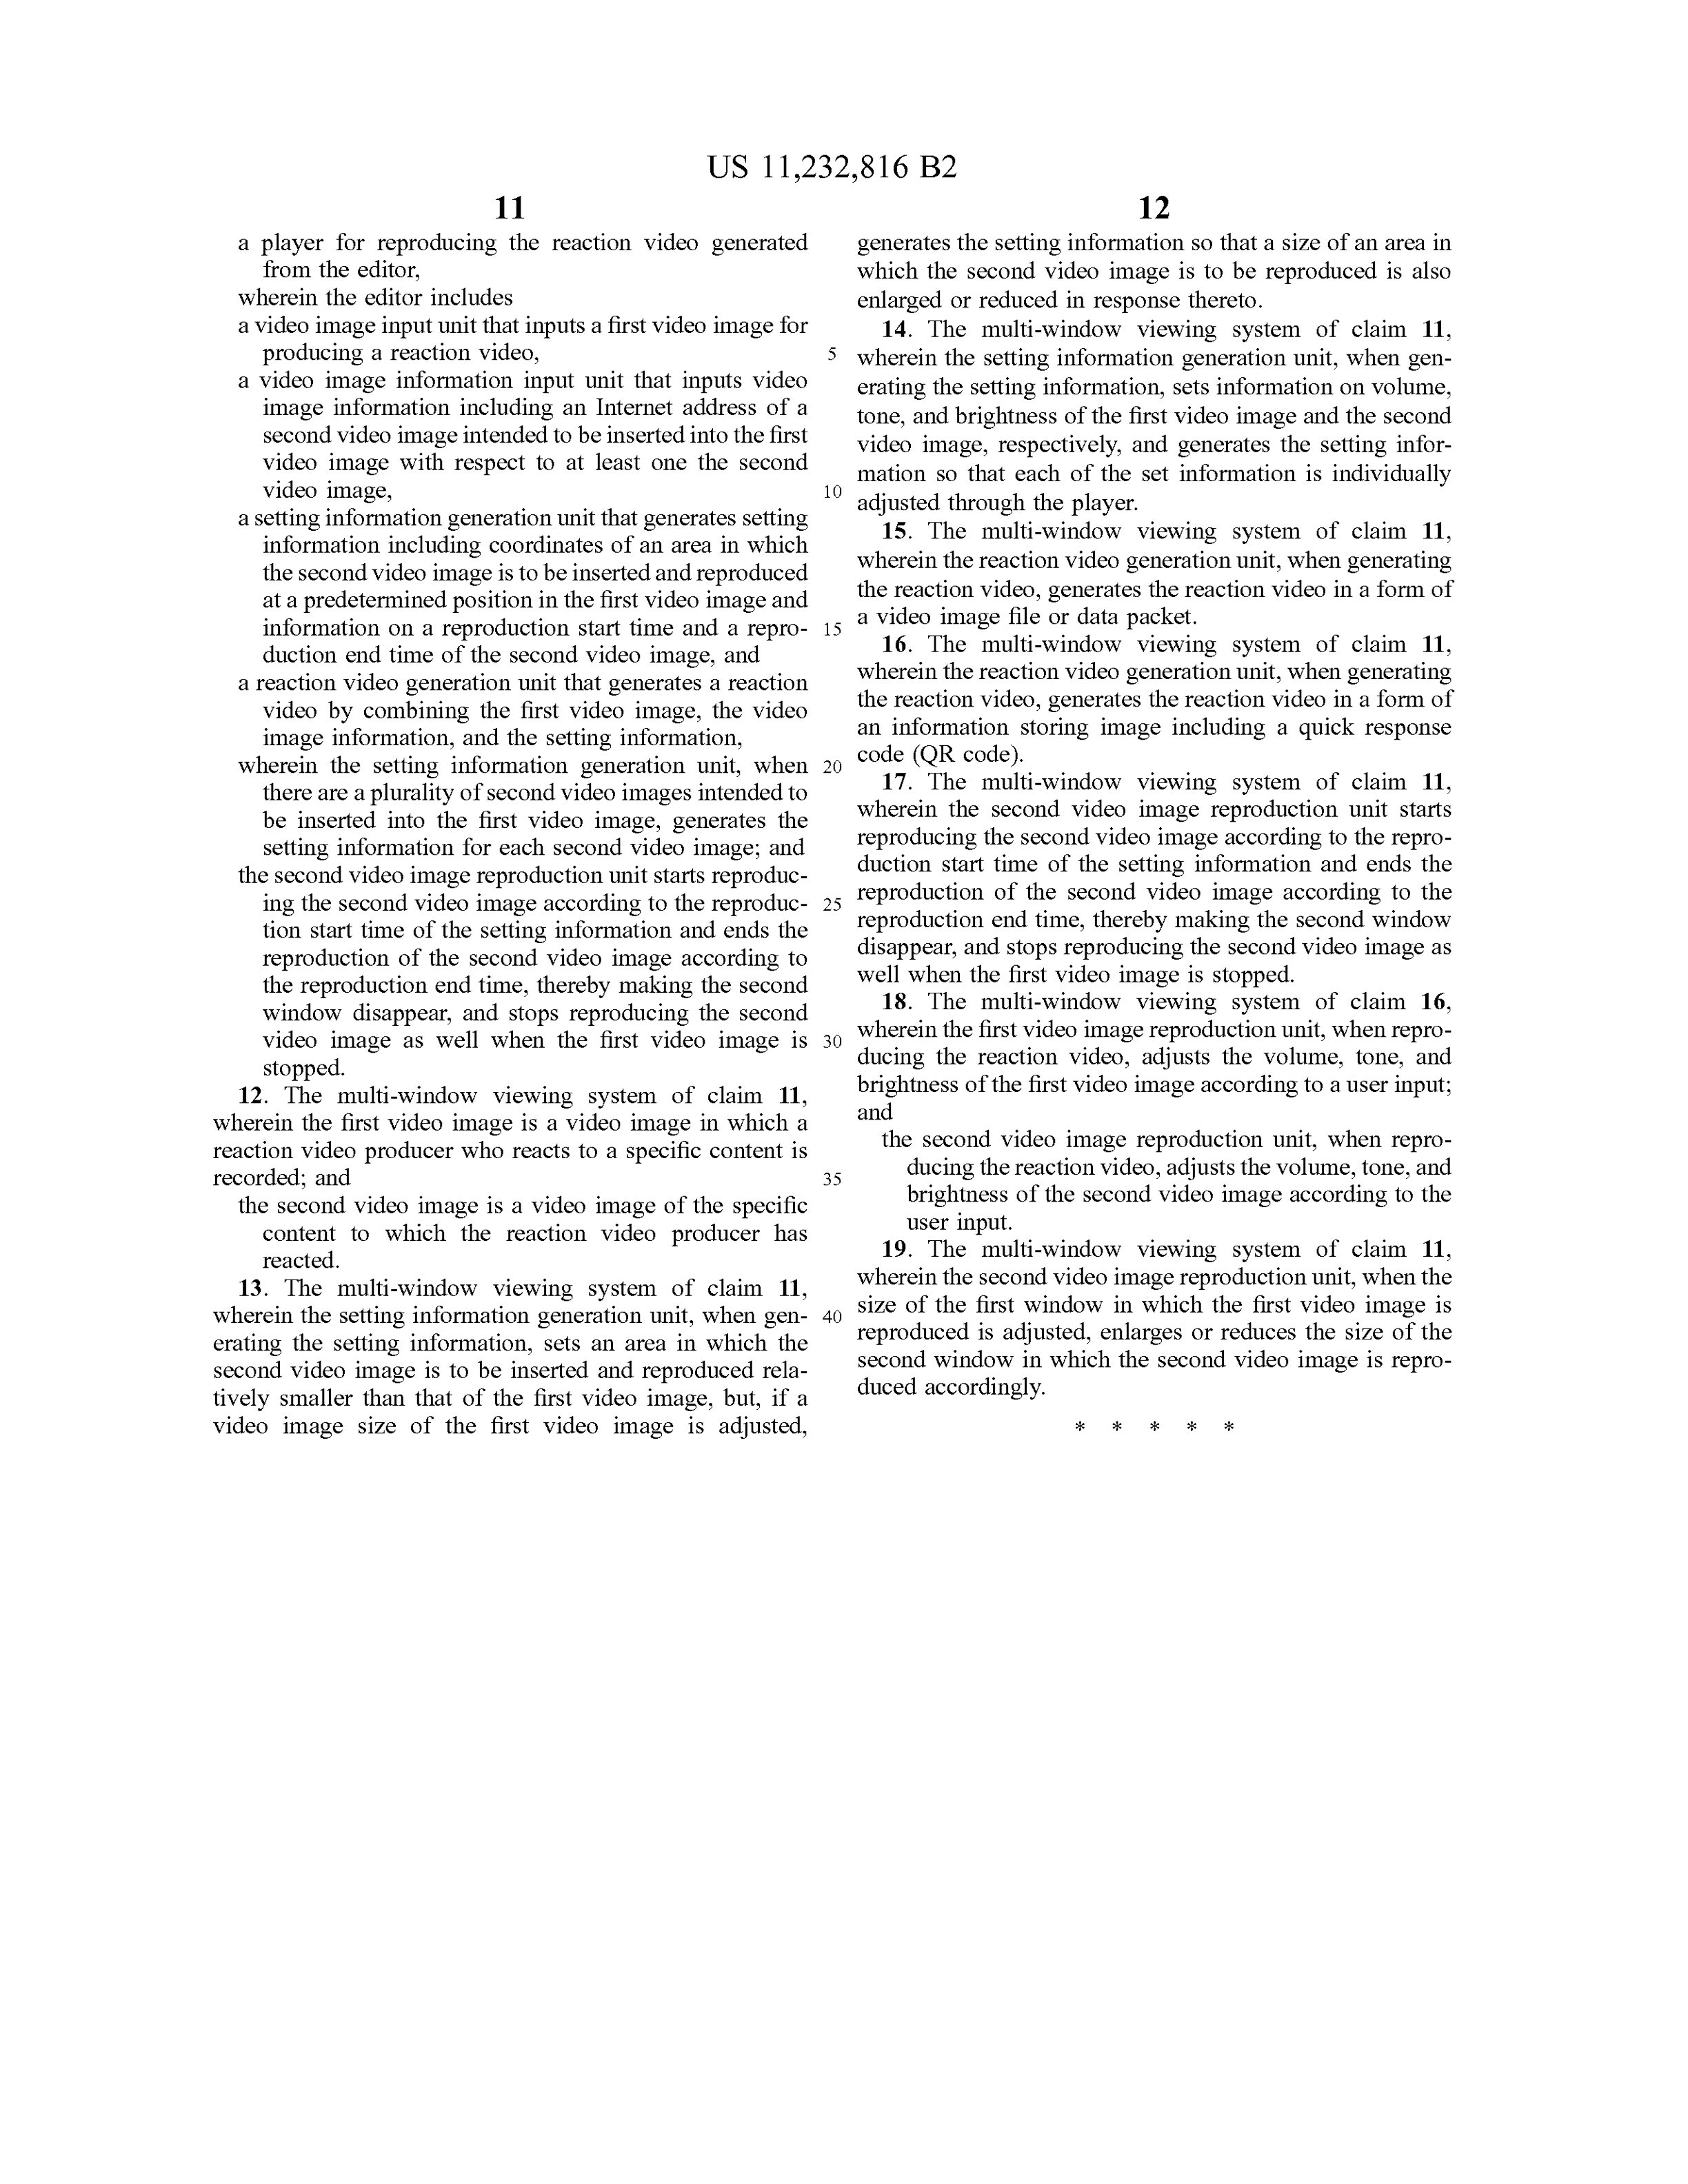 US 11,232,816 B2
11
a player for reproducing the reaction video generated
from the editor,
wherein the editor includes
a video image input unit that inputs a first video image for
producing a reaction video,
a video image information input unit that inputs video
image information including an Internet address of a
second video image intended to be inserted into the first
video image with respect to at least one the second
video image,
a setting information generation unit that generates setting
information including coordinates of an area in which
the second video image is to be inserted and reproduced
at a predetermined position in the first video image and
information on a reproduction start time and a repro-
duction end time of the second video image, and
a reaction video generation unit that generates a reaction
video by combining the first video image, the video
image information, and the setting information,
wherein the setting information generation unit, when
there are a plurality of second video images intended to
be inserted into the first video image, generates the
setting information for each second video image; and
the second video image reproduction unit starts reproduc-
ing the second video image according to the reproduc-
tion start time of the setting information and ends the
reproduction of the second video image according to
the reproduction end time, thereby making the second
window disappear, and stops reproducing the second
video image as well when the first video image is
stopped.
12. The multi-window viewing system of claim 11,
wherein the first video image is a video image in which a
reaction video producer who reacts to a specific content is
recorded; and
the second video image is a video image of the specific
content to which the reaction video producer has
reacted.
13. The multi-window viewing system of claim 11,
wherein the setting information generation unit, when gen-
erating the setting information, sets an area in which the
second video image is to be inserted and reproduced rela-
tively smaller than that of the first video image, but, if a
video image size of the first video image is adjusted,
5
10
15
20
25
30
35
40
12
generates the setting information so that a size of an area in
which the second video image is to be reproduced is also
enlarged or reduced in response thereto.
14. The multi-window viewing system of claim 11,
wherein the setting information generation unit, when gen-
erating the setting information, sets information on volume,
tone, and brightness of the first video image and the second
video image, respectively, and generates the setting infor-
mation so that each of the set information is individually
adjusted through the player.
15. The multi-window viewing system of claim 11,
wherein the reaction video generation unit, when generating
the reaction video, generates the reaction video in a form of
a video image file or data packet.
16. The multi-window viewing system of claim 11,
wherein the reaction video generation unit, when generating
the reaction video, generates the reaction video in a form of
an information storing image including a quick response
code (QR code).
17. The multi-window viewing system of claim 11,
wherein the second video image reproduction unit starts
reproducing the second video image according to the repro-
duction start time of the setting information and ends the
reproduction of the second video image according to the
reproduction end time, thereby making the second window
disappear, and stops reproducing the second video image as
well when the first video image is stopped.
18. The multi-window viewing system of claim 16,
wherein the first video image reproduction unit, when repro-
ducing the reaction video, adjusts the volume, tone, and
brightness of the first video image according to a user input;
and
the second video image reproduction unit, when repro-
ducing the reaction video, adjusts the volume, tone, and
brightness of the second video image according to the
user input.
19. The multi-window viewing system of claim 11,
wherein the second video image reproduction unit, when the
size of the first window in which the first video image is
reproduced is adjusted, enlarges or reduces the size of the
second window in which the second video image is repro-
duced accordingly.
* * * * *